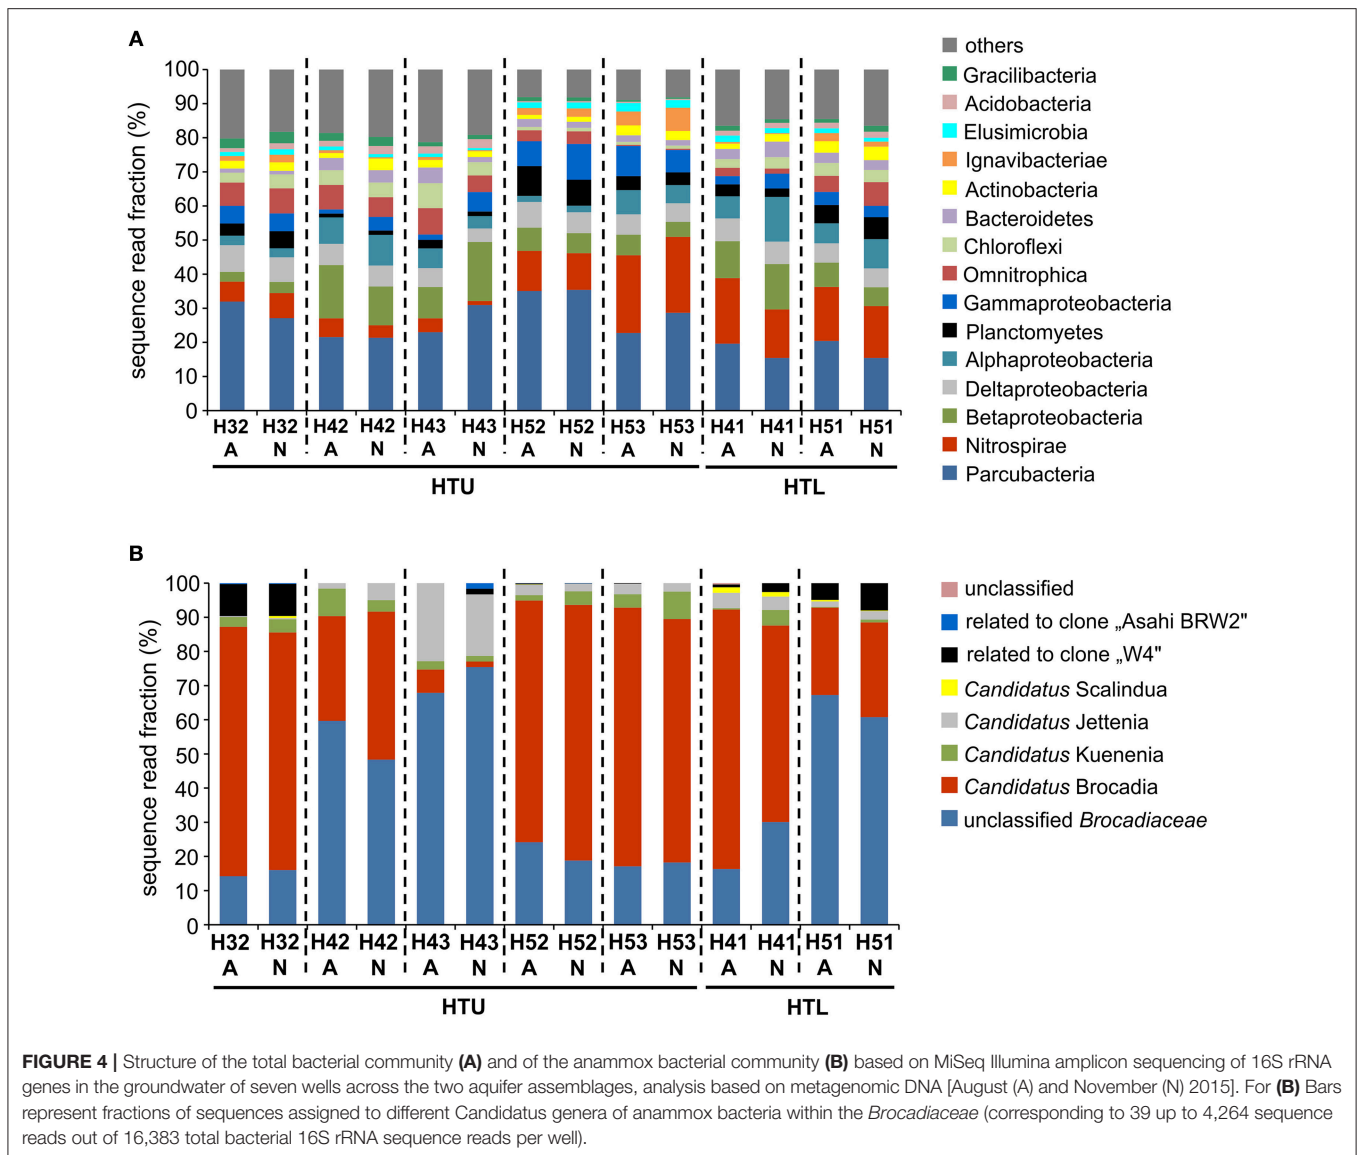 A
sequence read fraction (%)
100
90
80
70
60
50
40
30
20
10
0
H32 H32 H42 H42 H43 H43 H52 H52 H53 H53 H41 H41 H51 H51
A N A N A N A N A N A N A N
HTU HTL
others
Gracilibacteria
Acidobacteria
Elusimicrobia
Ignavibacteriae
Actinobacteria
Bacteroidetes
Chloroflexi
Omnitrophica
Gammaproteobacteria
Planctomyetes
Alphaproteobacteria
Deltaproteobacteria
Betaproteobacteria
Nitrospirae
Parcubacteria
B
sequence read fraction (%)
100
90
80
70
60
50
40
30
20
10
0
H32 H32 H42 H42 H43 H43 H52 H52 H53 H53 H41 H41 H51 H51
A N A N A N A N A N A N A N
HTU HTL
unclassified
related to clone „Asahi BRW2"
related to clone „W4"
Candidatus Scalindua
Candidatus Jettenia
Candidatus Kuenenia
Candidatus Brocadia
unclassified Brocadiaceae
FIGURE 4 | Structure of the total bacterial community (A) and of the anammox bacterial community (B) based on MiSeq Illumina amplicon sequencing of 16S rRNA
genes in the groundwater of seven wells across the two aquifer assemblages, analysis based on metagenomic DNA [August (A) and November (N) 2015]. For (B) Bars
represent fractions of sequences assigned to different Candidatus genera of anammox bacteria within the Brocadiaceae (corresponding to 39 up to 4,264 sequence
reads out of 16,383 total bacterial 16S rRNA sequence reads per well).